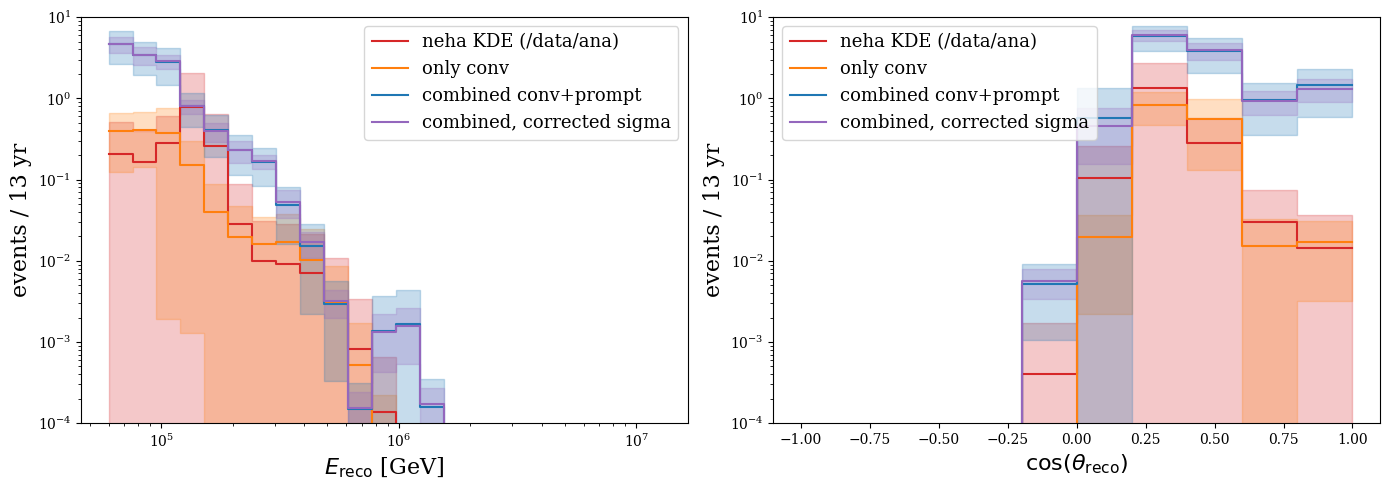 neha KDE (/data/ana)
only conv
combined conv+prompt
combined, corrected sigma
events / 13 yr
10¹
10⁰
10⁻¹
10⁻²
10⁻³
10⁻⁴
10⁵ 10⁶ 10⁷
E_reco [GeV]
neha KDE (/data/ana)
only conv
combined conv+prompt
combined, corrected sigma
events / 13 yr
10¹
10⁰
10⁻¹
10⁻²
10⁻³
10⁻⁴
−1.00 −0.75 −0.50 −0.25 0.00 0.25 0.50 0.75 1.00
cos(θ_reco)